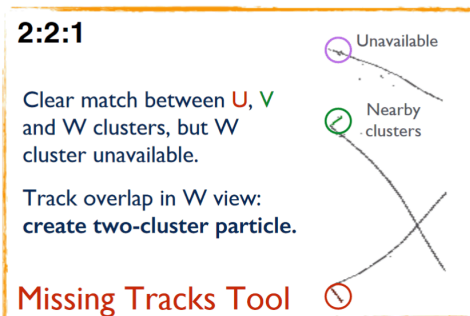 2:2:1
Unavailable
Clear match between U, V
and W clusters, but W
cluster unavailable.
Nearby
clusters
Track overlap in W view:
create two-cluster particle.
Missing Tracks Tool